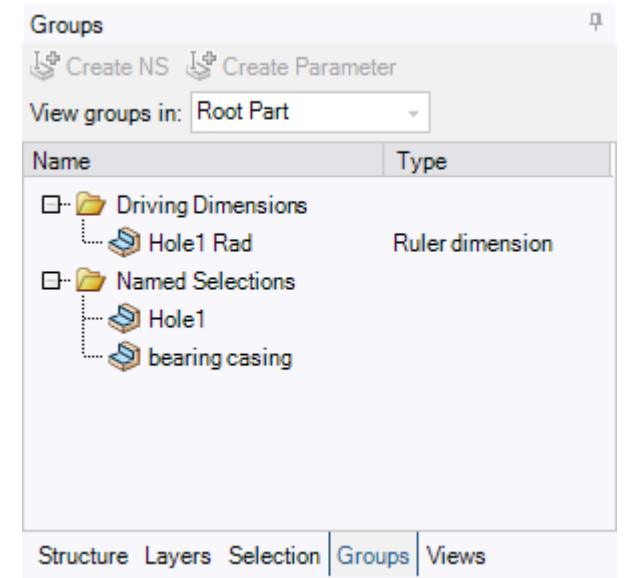 Groups
Create NS Create Parameter
View groups in: Root Part
Name Type
Driving Dimensions
Hole1 Rad Ruler dimension
Named Selections
Hole1
bearing casing
Structure Layers Selection Groups Views